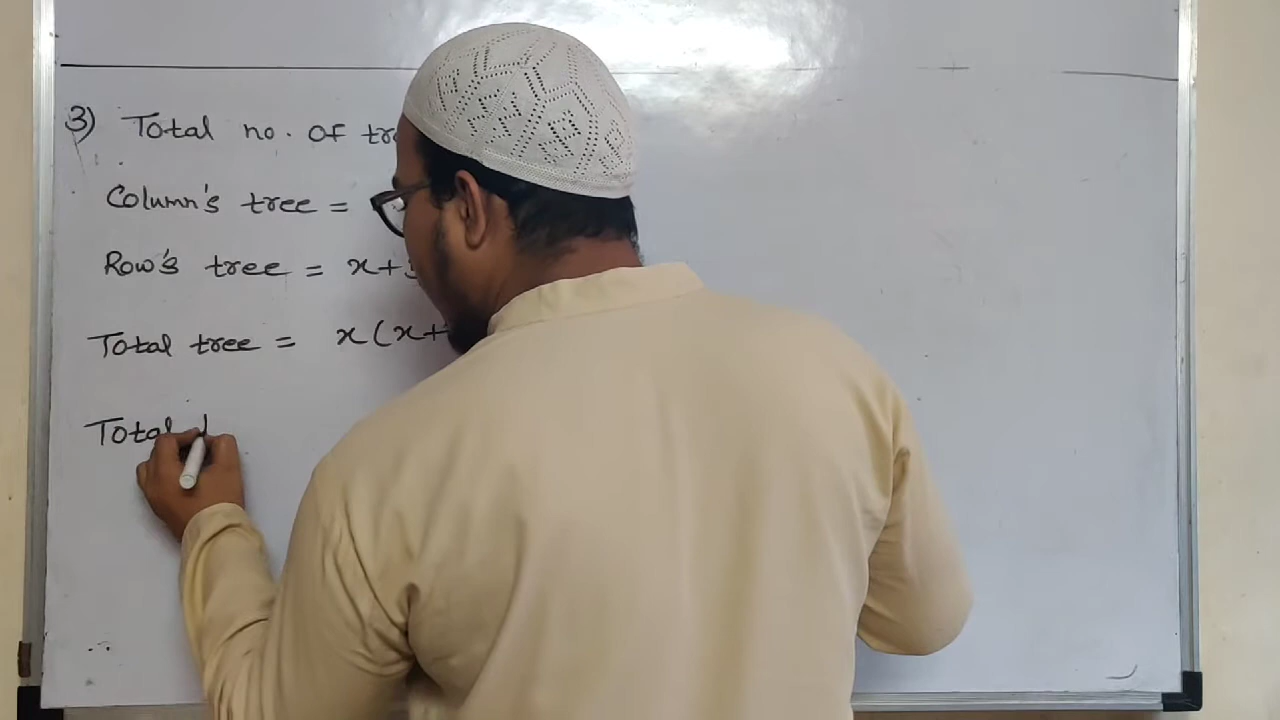 3) Total no. of
Column's tree =
Row's tree = x+
Total tree = x(x+
Total